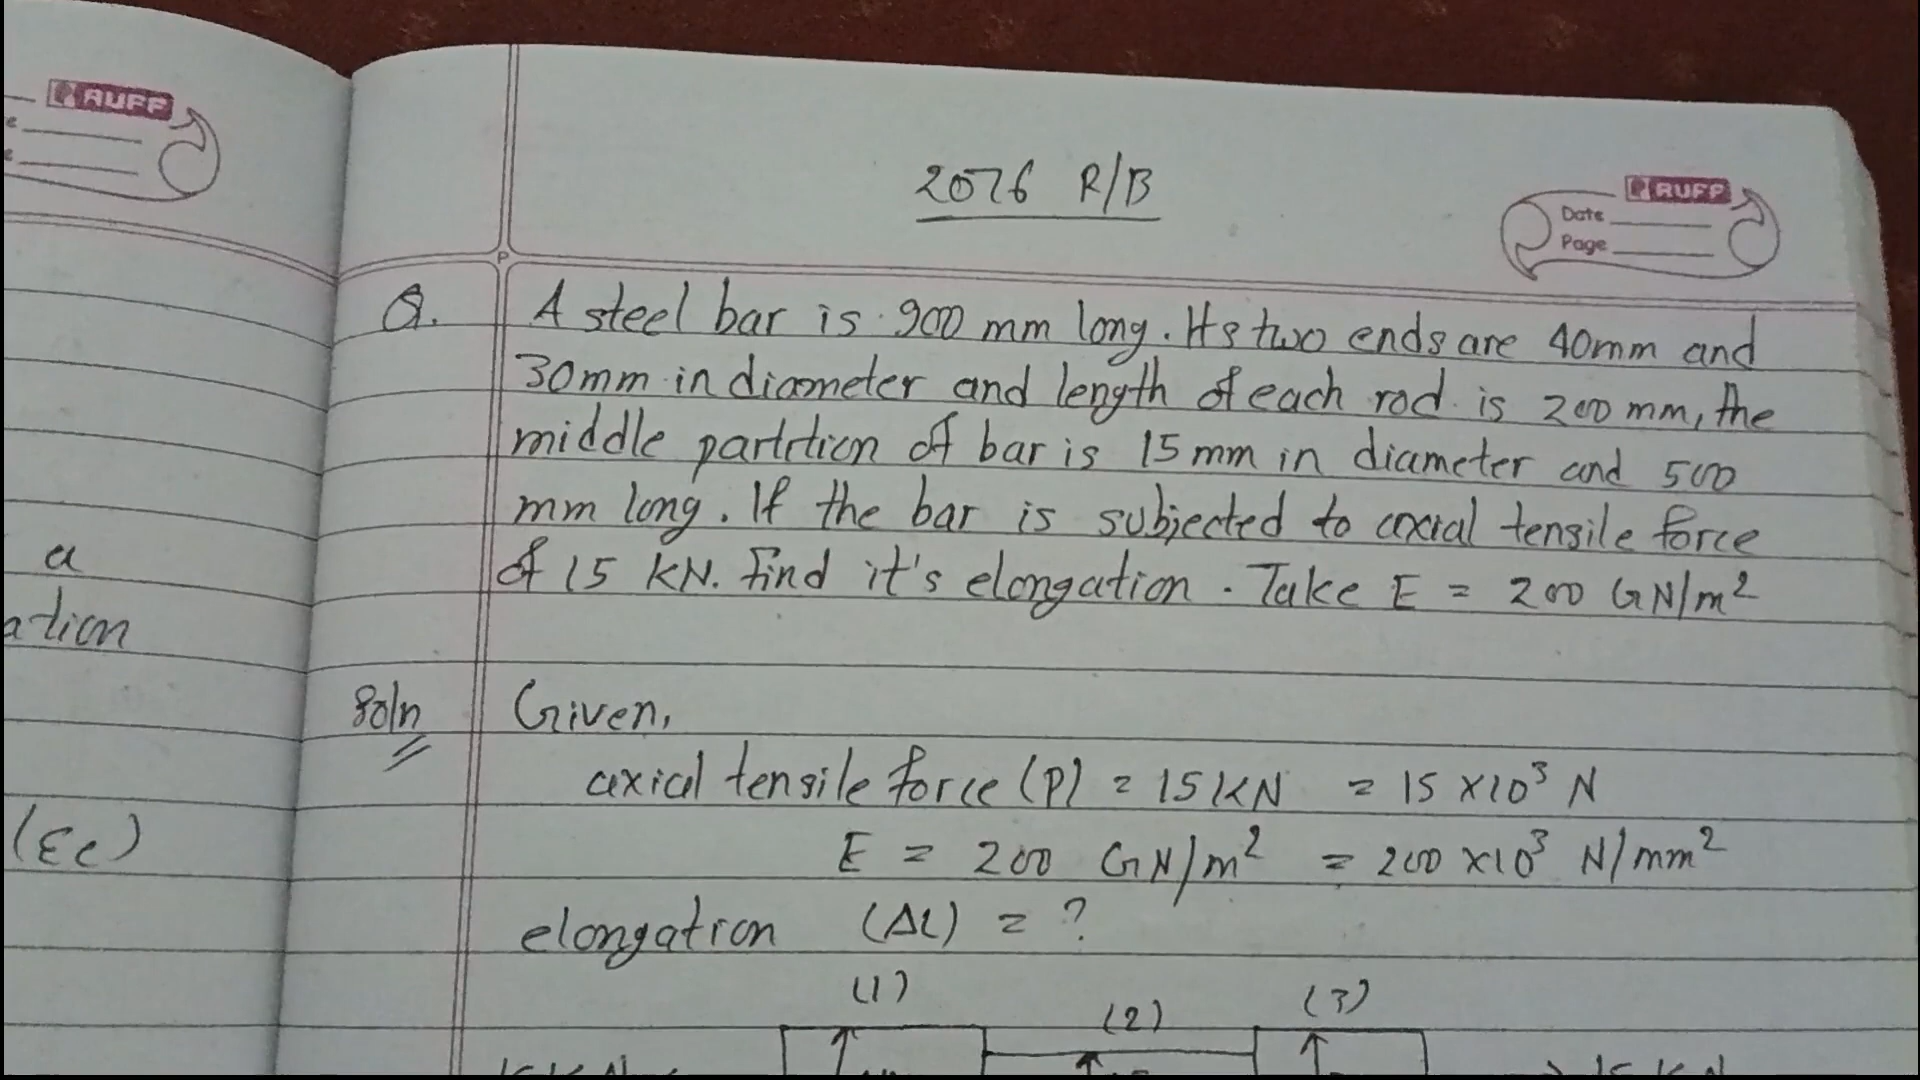 RUFF
a
ation
(Ec)
2076 R/B
RUFF
Date
Page
P
Q. A steel bar is 900 mm long. Its two ends are 40mm and
30mm in diameter and length of each rod is 200 mm, the
middle partition of bar is 15 mm in diameter and 500
mm long. If the bar is subjected to axial tensile force
of 15 KN. Find it's elongation. Take E = 200 GN/m²
Soln Given,
axial tensile force (P) = 15 KN = 15 ×10³ N
E = 200 GN/m² = 200 ×10³ N/mm²
elongation (ΔL) = ?
(1) (2) (3)